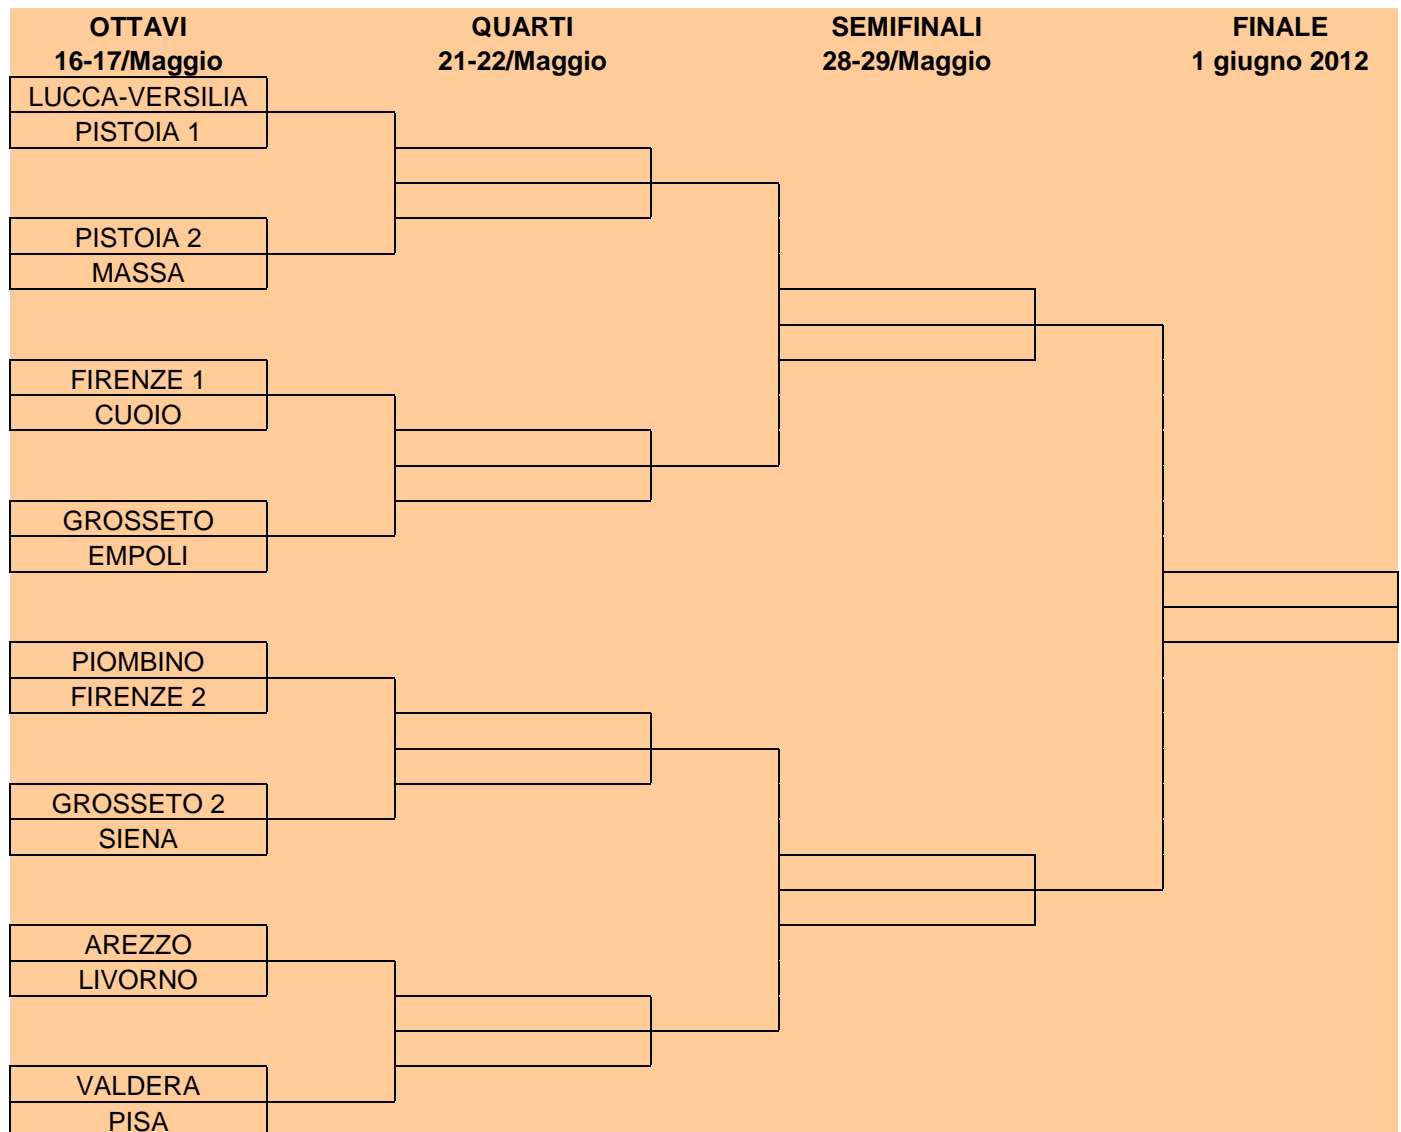 OTTAVI QUARTI SEMIFINALI FINALE
16-17/Maggio 21-22/Maggio 28-29/Maggio 1 giugno 2012
LUCCA-VERSILIA
PISTOIA 1
PISTOIA 2
MASSA
FIRENZE 1
CUOIO
GROSSETO
EMPOLI
PIOMBINO
FIRENZE 2
GROSSETO 2
SIENA
AREZZO
LIVORNO
VALDERA
PISA